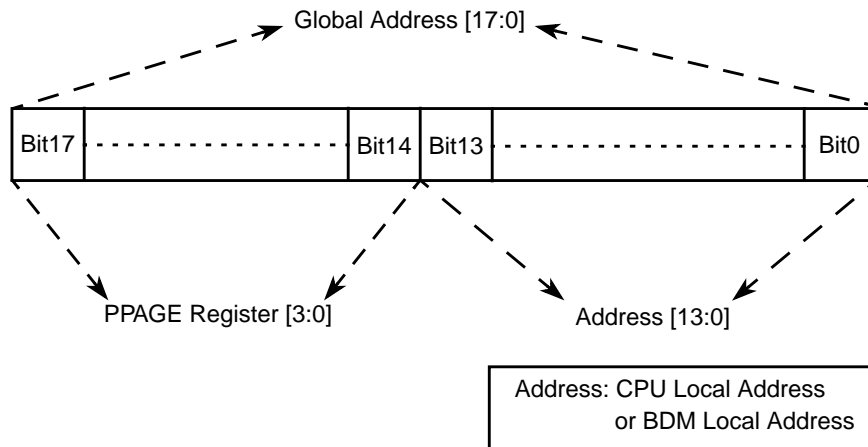 Global Address [17:0]
Bit17 Bit14 Bit13 Bit0
PPAGE Register [3:0]
Address [13:0]
Address: CPU Local Address
or BDM Local Address